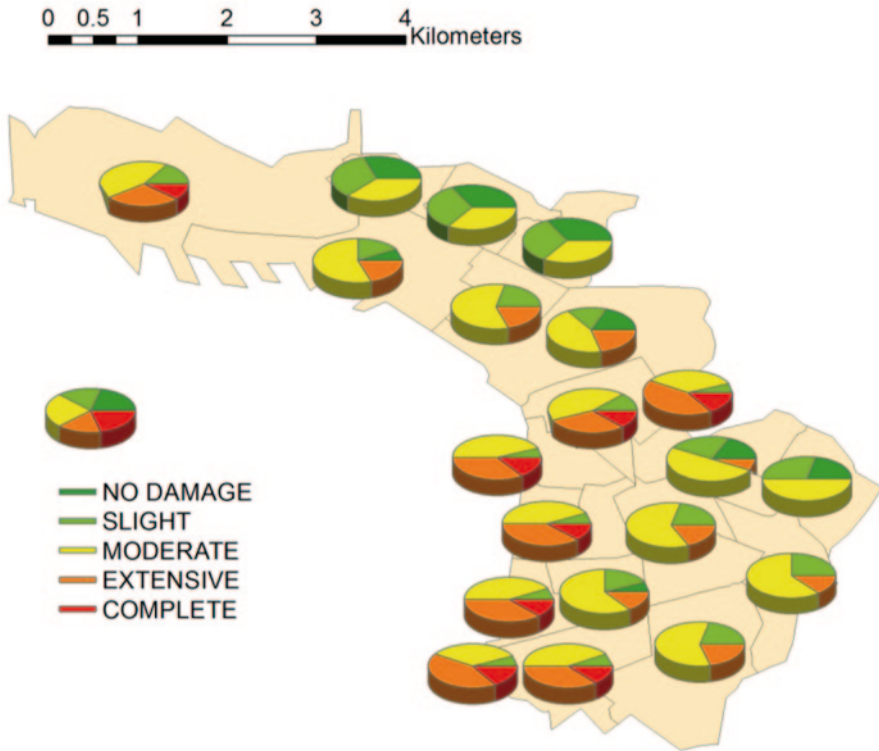 0 0.5 1 2 3 4
Kilometers
NO DAMAGE
SLIGHT
MODERATE
EXTENSIVE
COMPLETE